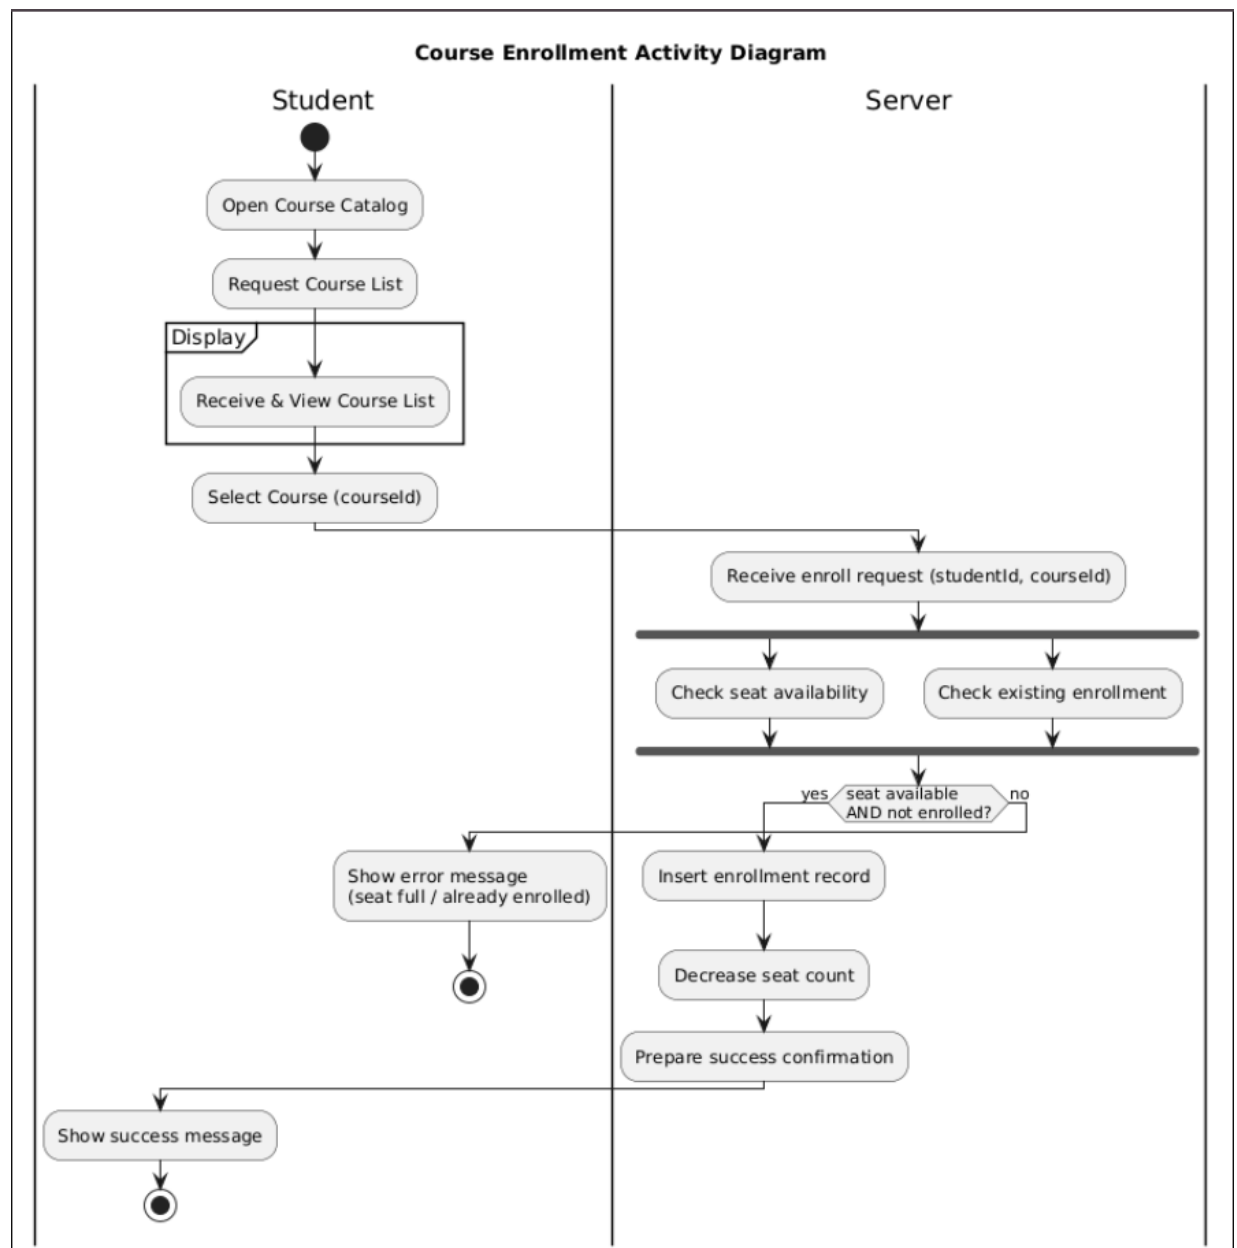 Course Enrollment Activity Diagram
Student
Server
Open Course Catalog
Request Course List
Display
Receive & View Course List
Select Course (courseId)
Receive enroll request (studentId, courseId)
Check seat availability
Check existing enrollment
yes
seat available
AND not enrolled?
no
Show error message
(seat full / already enrolled)
Insert enrollment record
Decrease seat count
Prepare success confirmation
Show success message